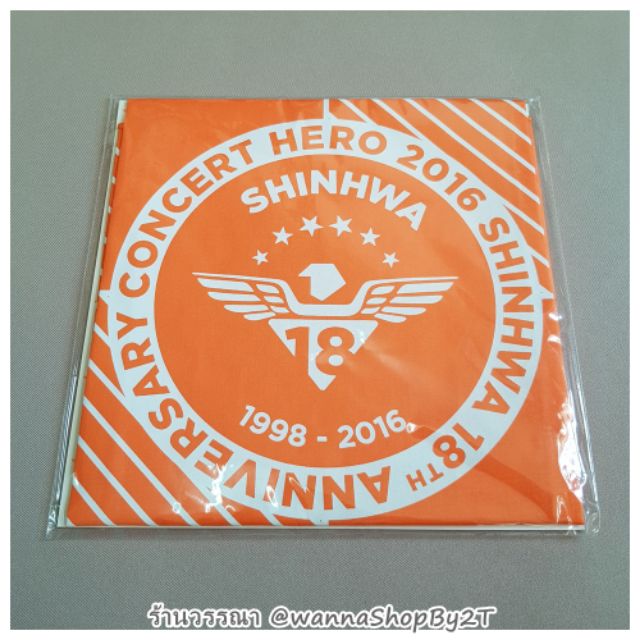 CONCERT HERO 2016 SHINHWA 18TH ANNIVERSARY
SHINHWA
18
1998 - 2016
ร้านวรรณา @wannaShopBy2T